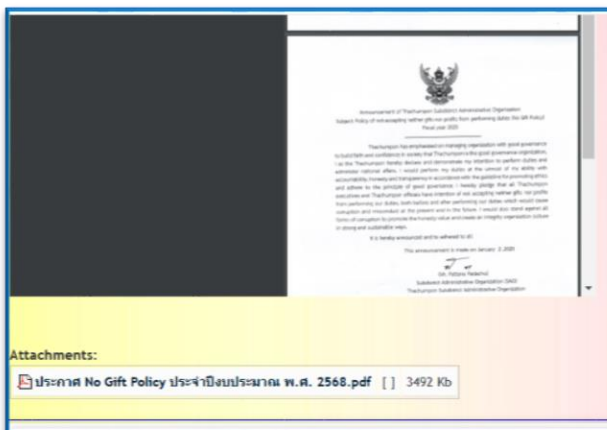 Announcement of Thachumpon Subdistrict Administrative Organization
Subject: Policy of not accepting neither gifts nor profits from performing duties (No Gift Policy)
Fiscal year 2025
Thachumpon has emphasized on managing organization with good governance
to build faith and confidence in society that Thachumpon is the good governance organization,
I as the Thachumpon hereby declare and demonstrate my intention to perform duties and
administer national affairs. I would perform my duties at the utmost of my ability with
accountability, honesty and transparency in accordance with the guideline for promoting ethics
and adhere to the principle of good governance. I hereby pledge that all Thachumpon
executives and Thachumpon officials have intention of not accepting neither gifts nor profits
from performing our duties, both before and after performing our duties which would cause
corruption and misconduct at the present and in the future. I would also stand against all
forms of corruption to promote the honesty value and create an integrity organization culture
in strong and sustainable ways.
It is hereby announced and to adhered to all.
This announcement is made on January 2, 2025
Subdistrict Administrative Organization (SAO)
Thachumpon Subdistrict Administrative Organization
Attachments:
ประกาศ No Gift Policy ประจำปีงบประมาณ พ.ศ. 2568.pdf [ ] 3492 Kb